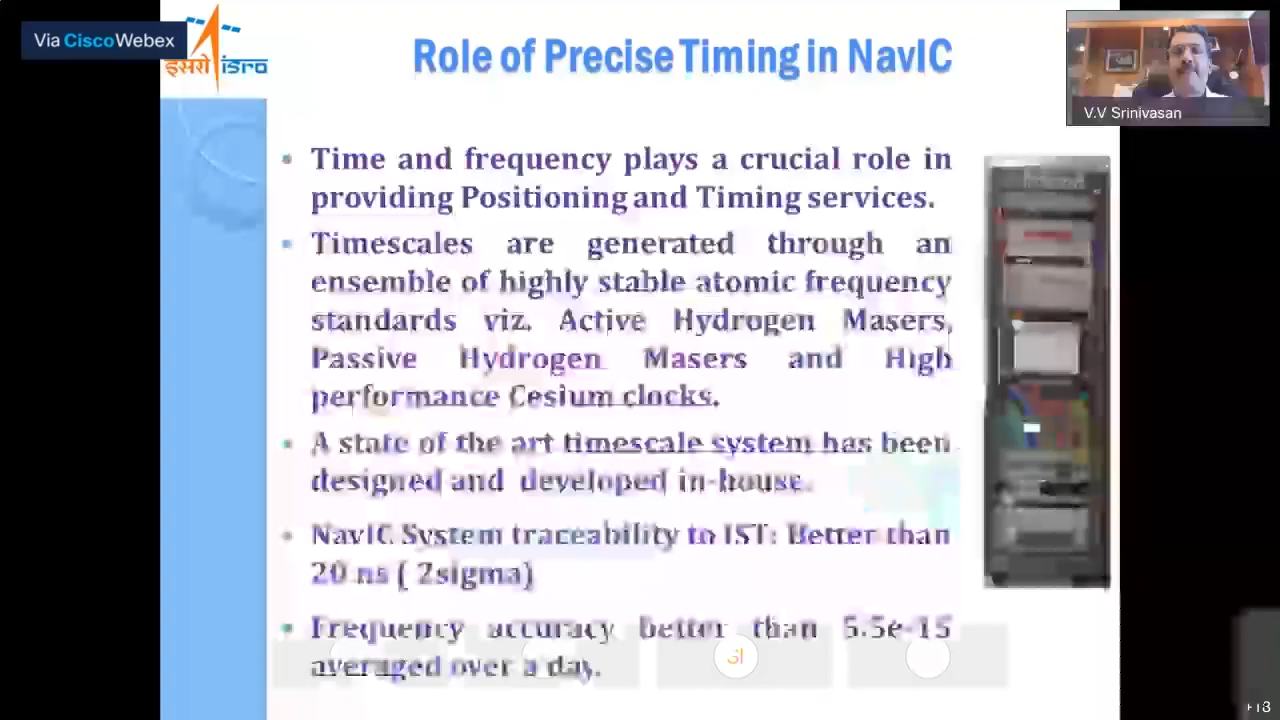 Via Cisco Webex
इसरो isro
Role of Precise Timing in NavIC
V.V Srinivasan
• Time and frequency plays a crucial role in
providing Positioning and Timing services.
• Timescales are generated through an
ensemble of highly stable atomic frequency
standards viz. Active Hydrogen Masers,
Passive Hydrogen Masers and High
performance Cesium clocks.
• A state of the art timescale system has been
designed and developed in-house.
• NavIC System traceability to IST: Better than
20 ns ( 2sigma)
• Frequency accuracy better than 5.5e-15
averaged over a day.